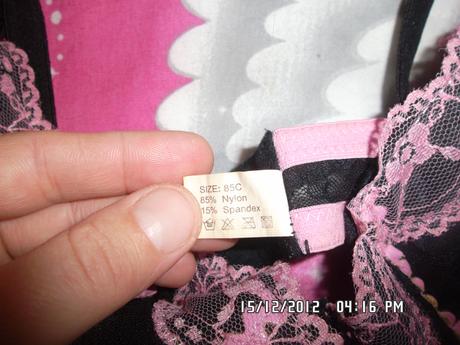 SIZE: 85C
85% Nylon
15% Spandex
15/12/2012 04:16 PM